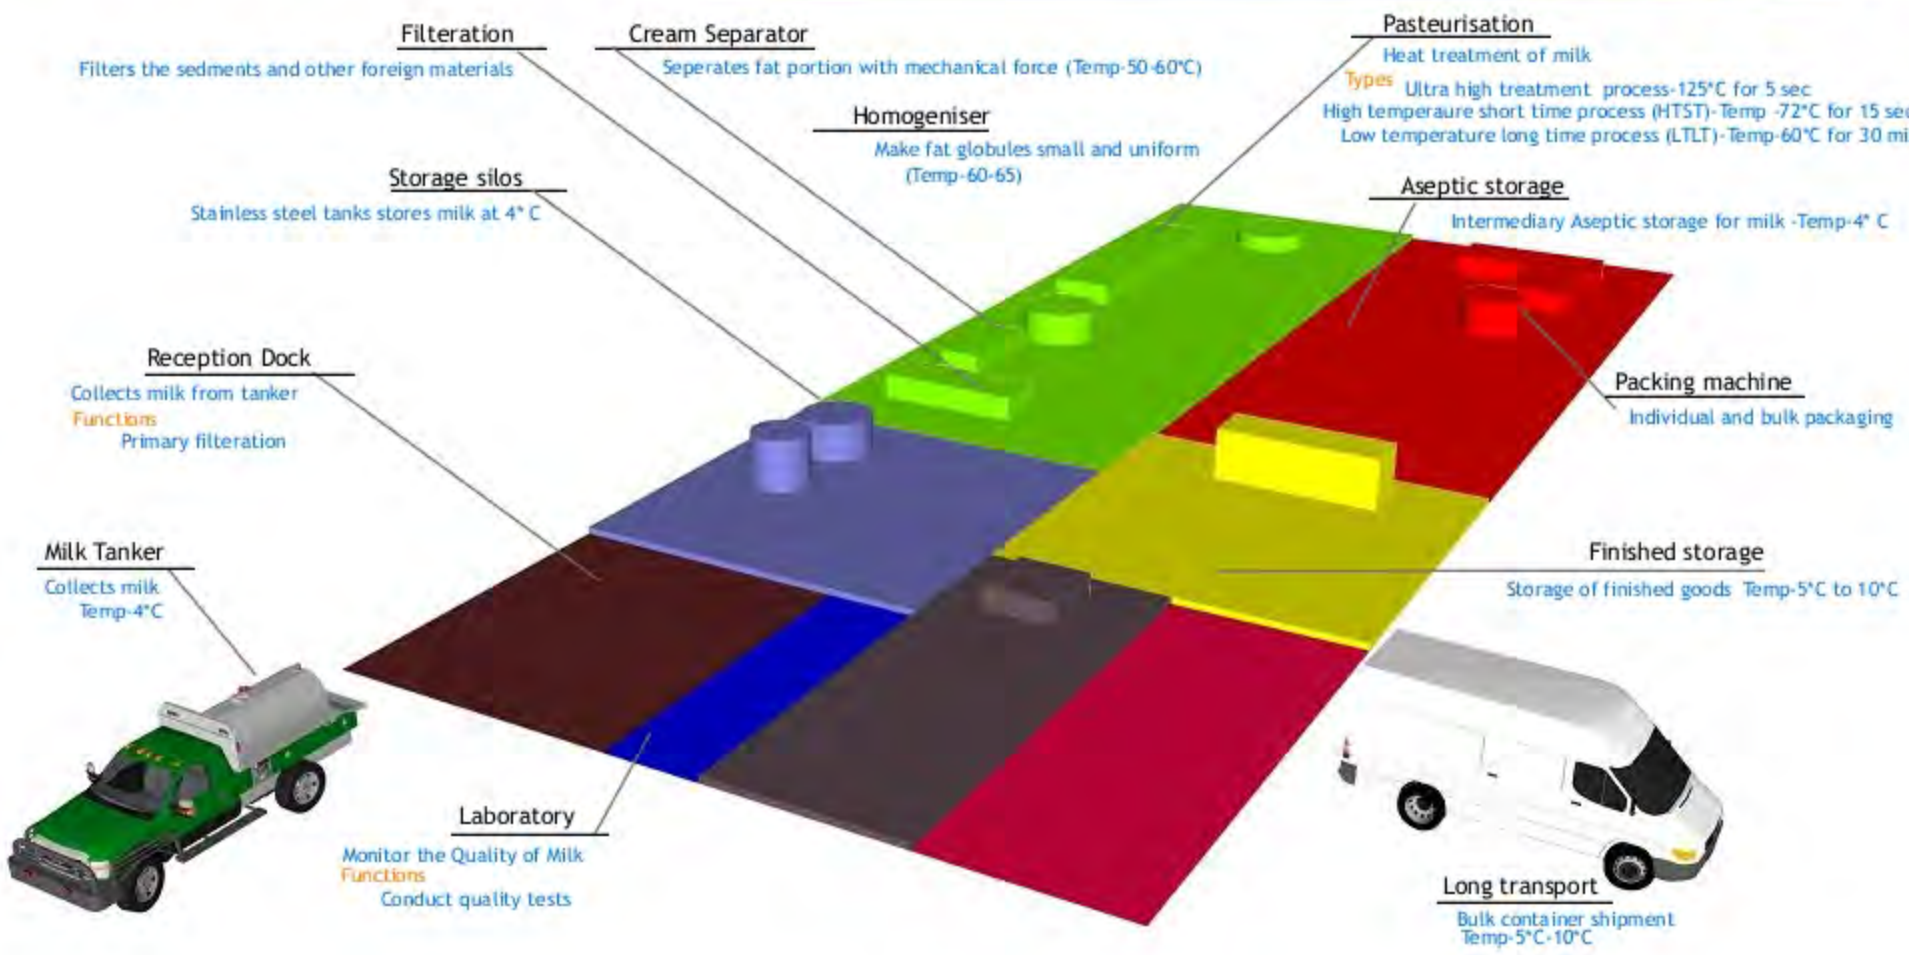 Filteration
Filters the sediments and other foreign materials
Cream Separator
Seperates fat portion with mechanical force (Temp-50-60°C)
Homogeniser
Make fat globules small and uniform
(Temp-60-65)
Pasteurisation
Heat treatment of milk
Types
Ultra high treatment process-125°C for 5 sec
High temperaure short time process (HTST)-Temp -72°C for 15 sec
Low temperature long time process (LTLT)-Temp-60°C for 30 mi
Storage silos
Stainless steel tanks stores milk at 4° C
Aseptic storage
Intermediary Aseptic storage for milk -Temp-4° C
Reception Dock
Collects milk from tanker
Functions
Primary filteration
Packing machine
Individual and bulk packaging
Milk Tanker
Collects milk
Temp-4°C
Finished storage
Storage of finished goods Temp-5°C to 10°C
Laboratory
Monitor the Quality of Milk
Functions
Conduct quality tests
Long transport
Bulk container shipment
Temp-5°C-10°C